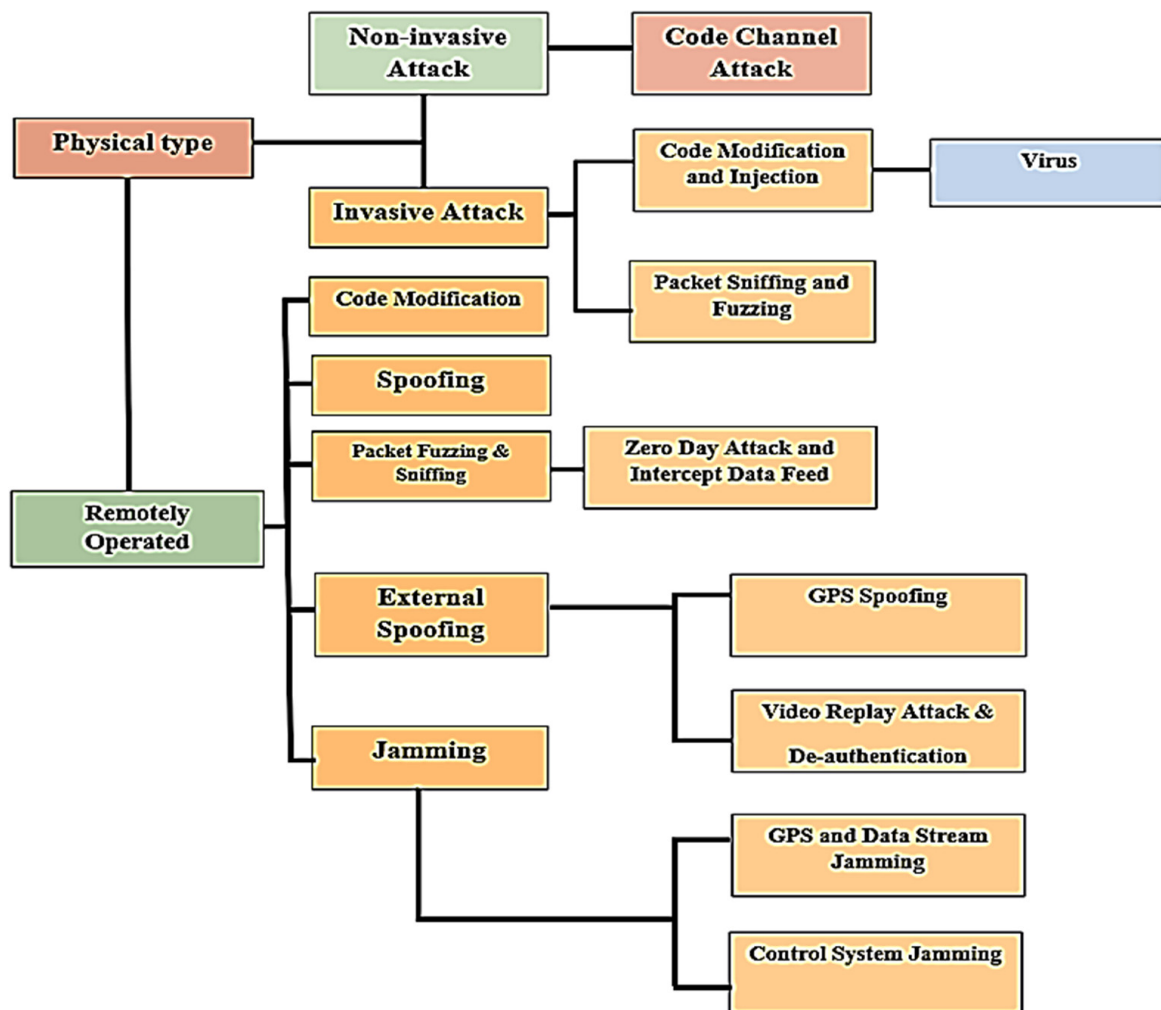 Non-invasive
Attack
Code Channel
Attack
Physical type
Code Modification
and Injection
Virus
Invasive Attack
Packet Sniffing and
Fuzzing
Code Modification
Spoofing
Packet Fuzzing &
Sniffing
Zero Day Attack and
Intercept Data Feed
Remotely
Operated
External
Spoofing
GPS Spoofing
Video Replay Attack &
De-authentication
Jamming
GPS and Data Stream
Jamming
Control System Jamming